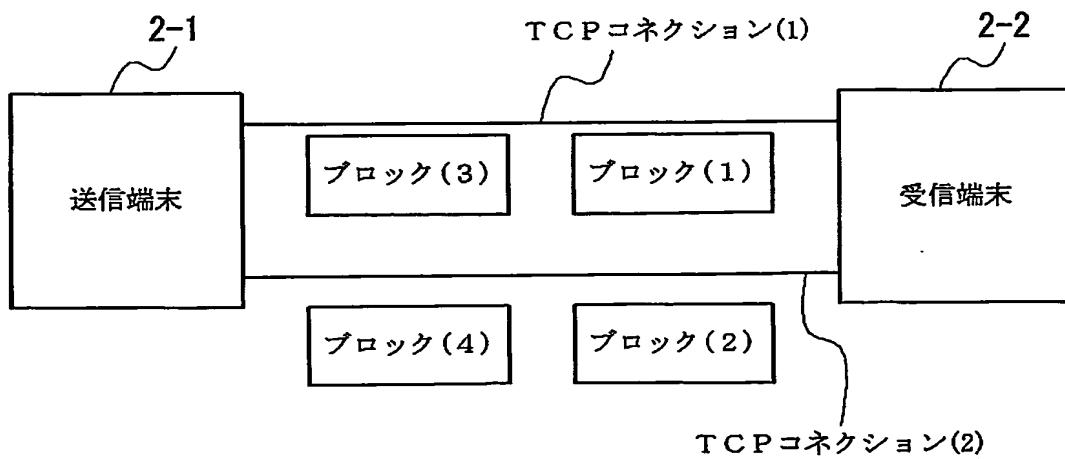 2-1
TCPコネクション(1)
2-2
送信端末
ブロック(3)
ブロック(1)
受信端末
ブロック(4)
ブロック(2)
TCPコネクション(2)